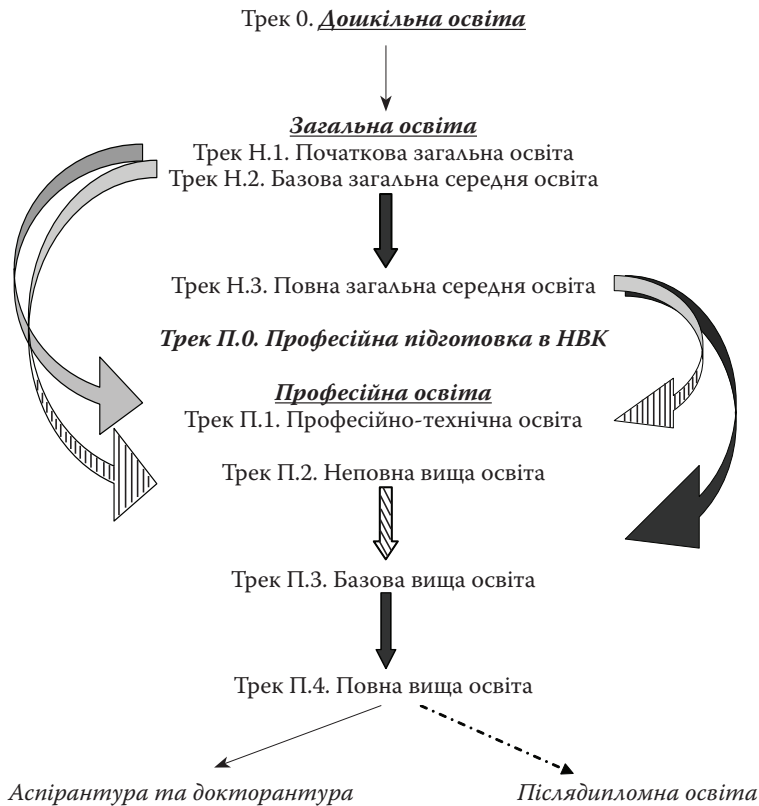 Трек 0. Дошкільна освіта
Загальна освіта
Трек Н.1. Початкова загальна освіта
Трек Н.2. Базова загальна середня освіта
Трек Н.3. Повна загальна середня освіта
Трек П.0. Професійна підготовка в НВК
Професійна освіта
Трек П.1. Професійно-технічна освіта
Трек П.2. Неповна вища освіта
Трек П.3. Базова вища освіта
Трек П.4. Повна вища освіта
Аспірантура та докторантура Післядипломна освіта